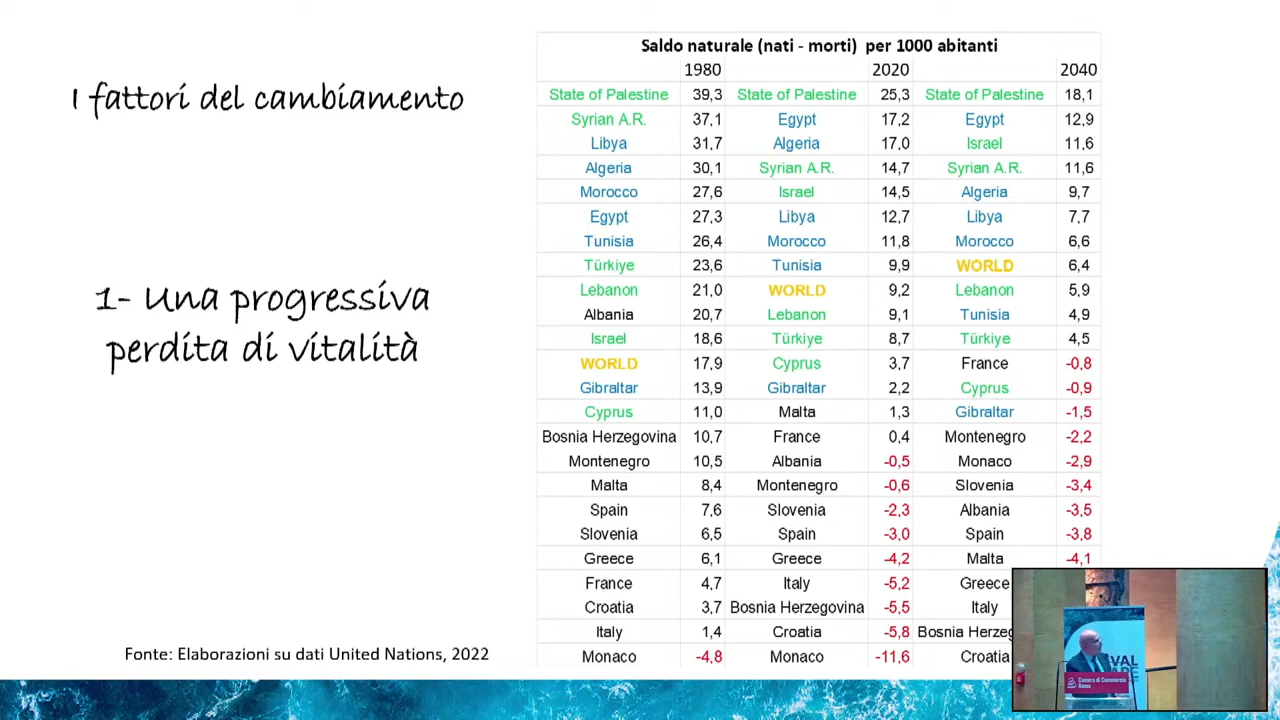 I fattori del cambiamento
1- Una progressiva
perdita di vitalità
Fonte: Elaborazioni su dati United Nations, 2022
Saldo naturale (nati - morti) per 1000 abitanti
1980 2020 2040
State of Palestine 39,3 State of Palestine 25,3 State of Palestine 18,1
Syrian A.R. 37,1 Egypt 17,2 Egypt 12,9
Libya 31,7 Algeria 17,0 Israel 11,6
Algeria 30,1 Syrian A.R. 14,7 Syrian A.R. 11,6
Morocco 27,6 Israel 14,5 Algeria 9,7
Egypt 27,3 Libya 12,7 Libya 7,7
Tunisia 26,4 Morocco 11,8 Morocco 6,6
Türkiye 23,6 Tunisia 9,9 WORLD 6,4
Lebanon 21,0 WORLD 9,2 Lebanon 5,9
Albania 20,7 Lebanon 9,1 Tunisia 4,9
Israel 18,6 Türkiye 8,7 Türkiye 4,5
WORLD 17,9 Cyprus 3,7 France -0,8
Gibraltar 13,9 Gibraltar 2,2 Cyprus -0,9
Cyprus 11,0 Malta 1,3 Gibraltar -1,5
Bosnia Herzegovina 10,7 France 0,4 Montenegro -2,2
Montenegro 10,5 Albania -0,5 Monaco -2,9
Malta 8,4 Montenegro -0,6 Slovenia -3,4
Spain 7,6 Slovenia -2,3 Albania -3,5
Slovenia 6,5 Spain -3,0 Spain -3,8
Greece 6,1 Greece -4,2 Malta -4,1
France 4,7 Italy -5,2 Greece
Croatia 3,7 Bosnia Herzegovina -5,5 Italy
Italy 1,4 Croatia -5,8 Bosnia Herzeg
Monaco -4,8 Monaco -11,6 Croatia
Camera di Commercio
Roma